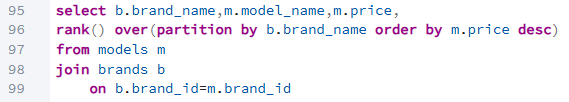 95 select b.brand_name,m.model_name,m.price,
96 rank() over(partition by b.brand_name order by m.price desc)
97 from models m
98 join brands b
99 on b.brand_id=m.brand_id